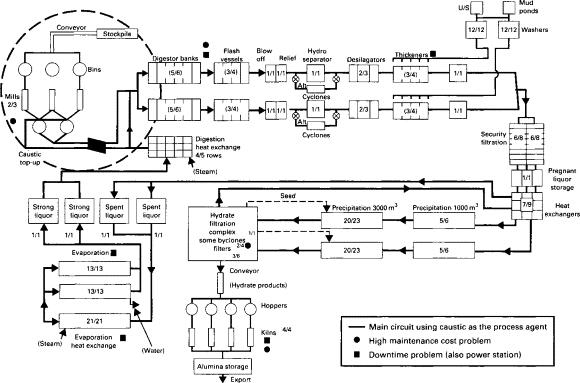 U/S
Mud
ponds
Conveyor
Stockpile
12/12
12/12
Washers
Digestor banks
Flash
vessels
Blow
off
Relief
Hydro
separator
Desilagators
Thickeners
Bins
(5/6)
(3/4)
1/1
1/1
1/1
2/3
(3/4)
1/1
Mills
2/3
Alt
Cyclones
(5/6)
(3/4)
1/1
1/1
1/1
2/3
(3/4)
1/1
Alt
Cyclones
Caustic
top-up
Digestion
heat exchange
4/5 rows
(Steam)
Security
filtration
6/8
6/8
1/1
Pregnant
liquor
storage
Strong
liquor
Strong
liquor
Spent
liquor
Spent
liquor
Seed
7/9
Heat
exchangers
Hydrate
filtration
complex
some byclones
filters
2/4
3/6
Precipitation 3000 m³
Precipitation 1000 m³
20/23
5/6
1/1
1/1
1/1
1/1
1/1
20/23
5/6
Evaporation
13/13
13/13
21/21
Conveyor
(Hydrate products)
Hoppers
(Steam)
Evaporation
heat exchange
(Water)
Kilns
4/4
Main circuit using caustic as the process agent
High maintenance cost problem
Downtime problem (also power station)
Alumina storage
Export